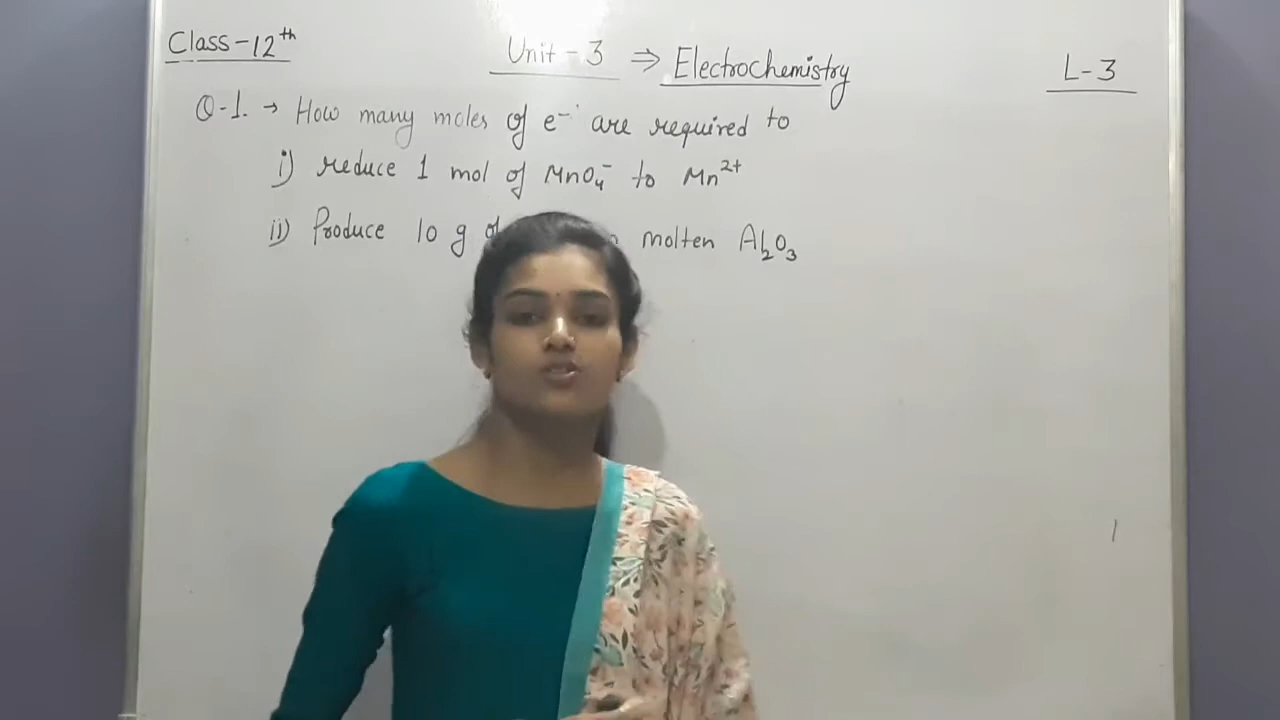 Class-12th
Unit-3 ⇒ Electrochemistry
L-3
Q-1. → How many moles of e⁻ are required to
i) reduce 1 mol of MnO₄⁻ to Mn²⁺
ii) Produce 10 g of molten Al₂O₃